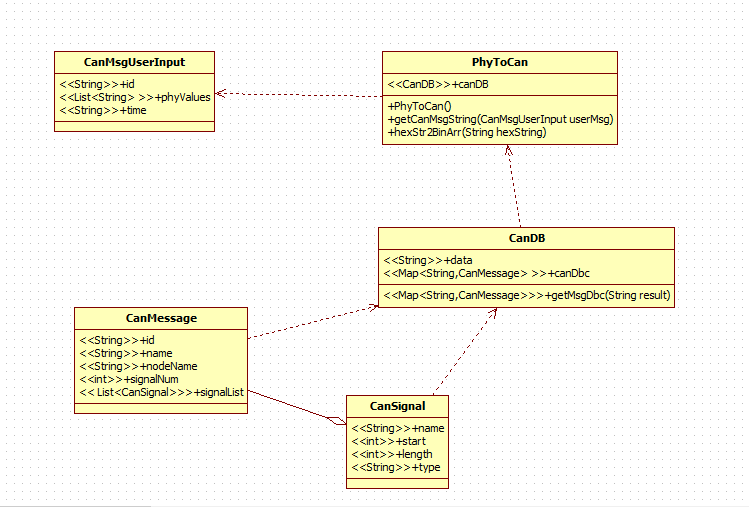 CanMsgUserInput
<<String>>+id
<<List<String> >>+phyValues
<<String>>+time
PhyToCan
<<CanDB>>+canDB
+PhyToCan()
+getCanMsgString(CanMsgUserInput userMsg)
+hexStr2BinArr(String hexString)
CanDB
<<String>>+data
<<Map<String,CanMessage> >>+canDbc
<<Map<String,CanMessage>>>+getMsgDbc(String result)
CanMessage
<<String>>+id
<<String>>+name
<<String>>+nodeName
<<int>>+signalNum
<< List<CanSignal>>>+signalList
CanSignal
<<String>>+name
<<int>>+start
<<int>>+length
<<String>>+type